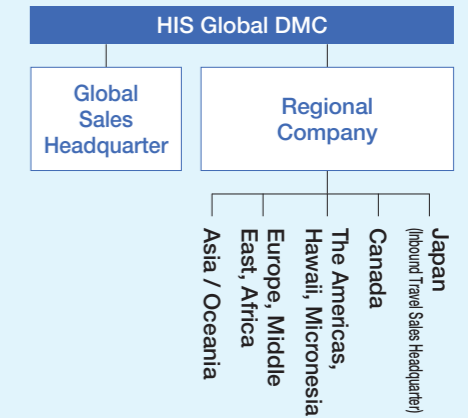 HIS Global DMC
Global
Sales
Headquarter
Regional
Company
Japan
(Inbound Travel Sales Headquarter)
Canada
The Americas,
Hawaii, Micronesia
Europe, Middle
East, Africa
Asia / Oceania